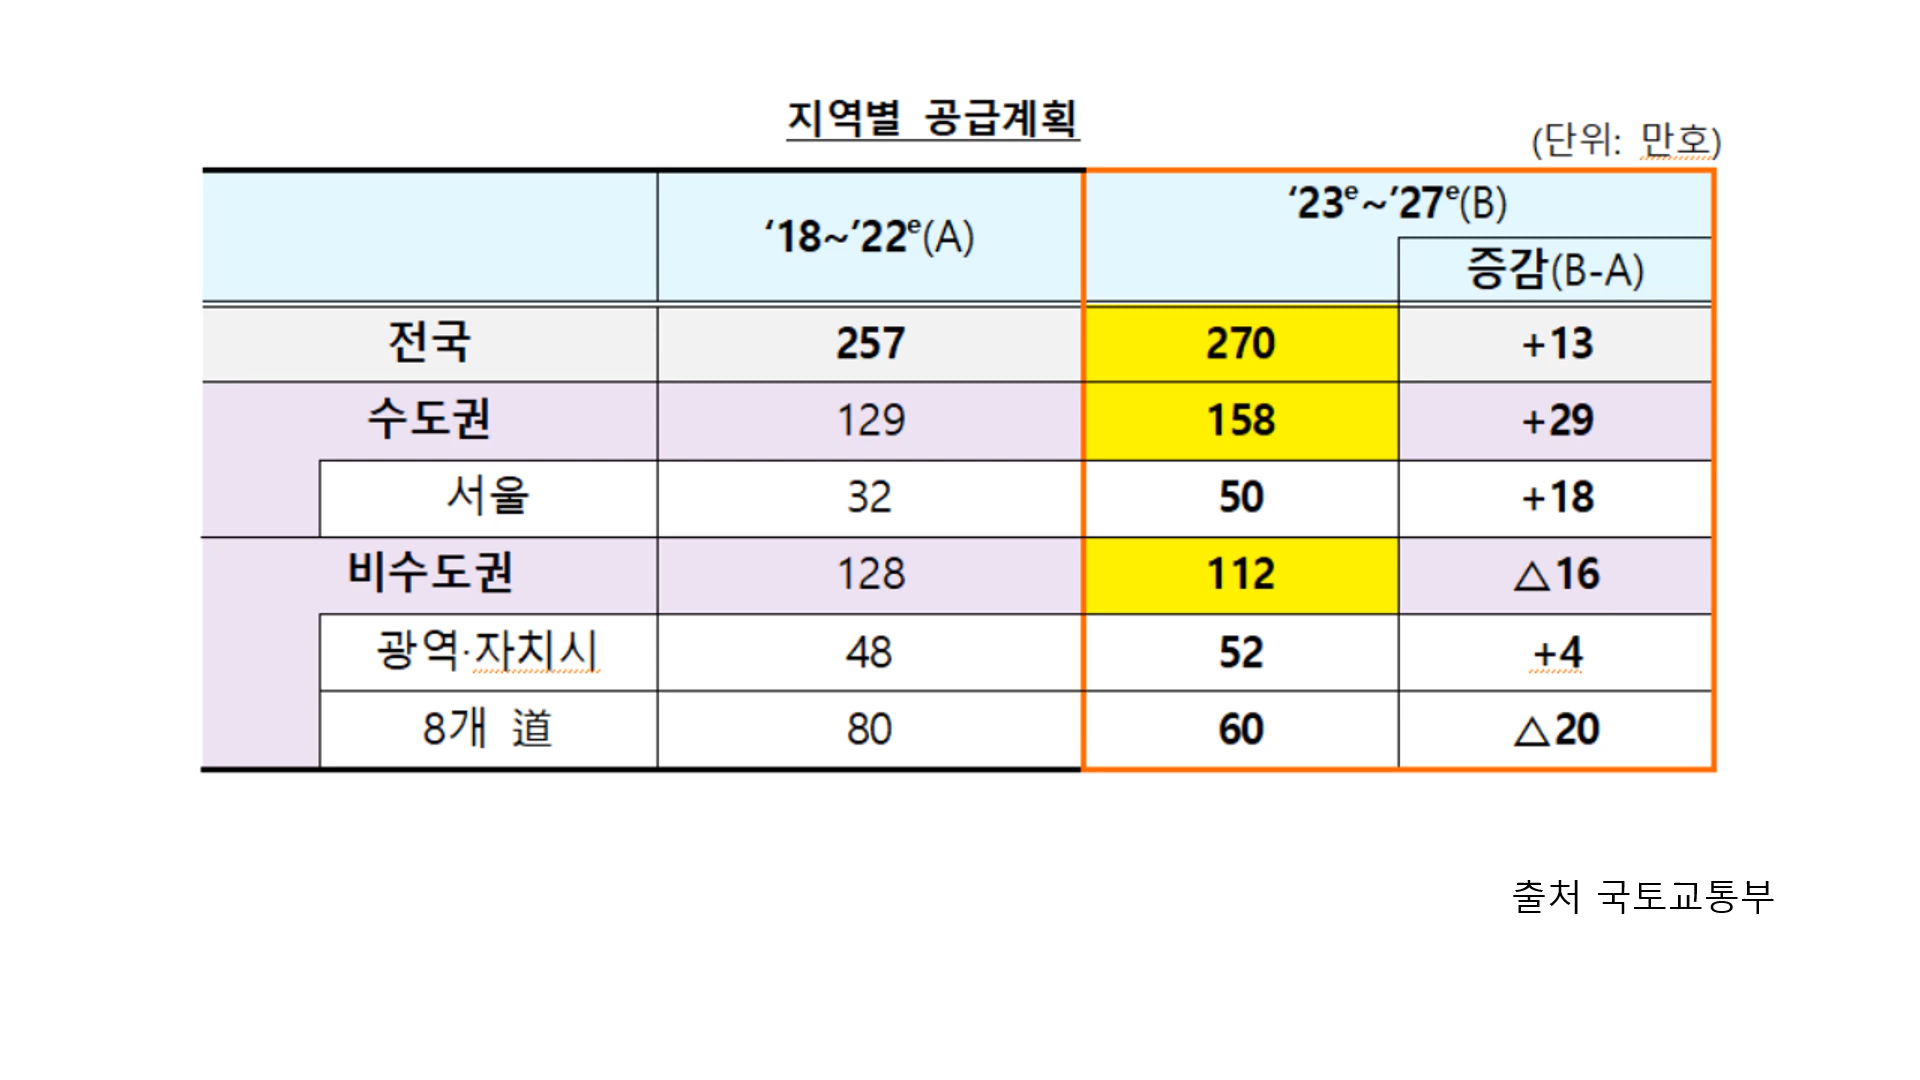 지역별 공급계획
(단위: 만호)
‘18~’22ᵉ(A)
‘23ᵉ~’27ᵉ(B)
증감(B-A)
전국 257 270 +13
수도권 129 158 +29
서울 32 50 +18
비수도권 128 112 △16
광역·자치시 48 52 +4
8개 道 80 60 △20
출처 국토교통부